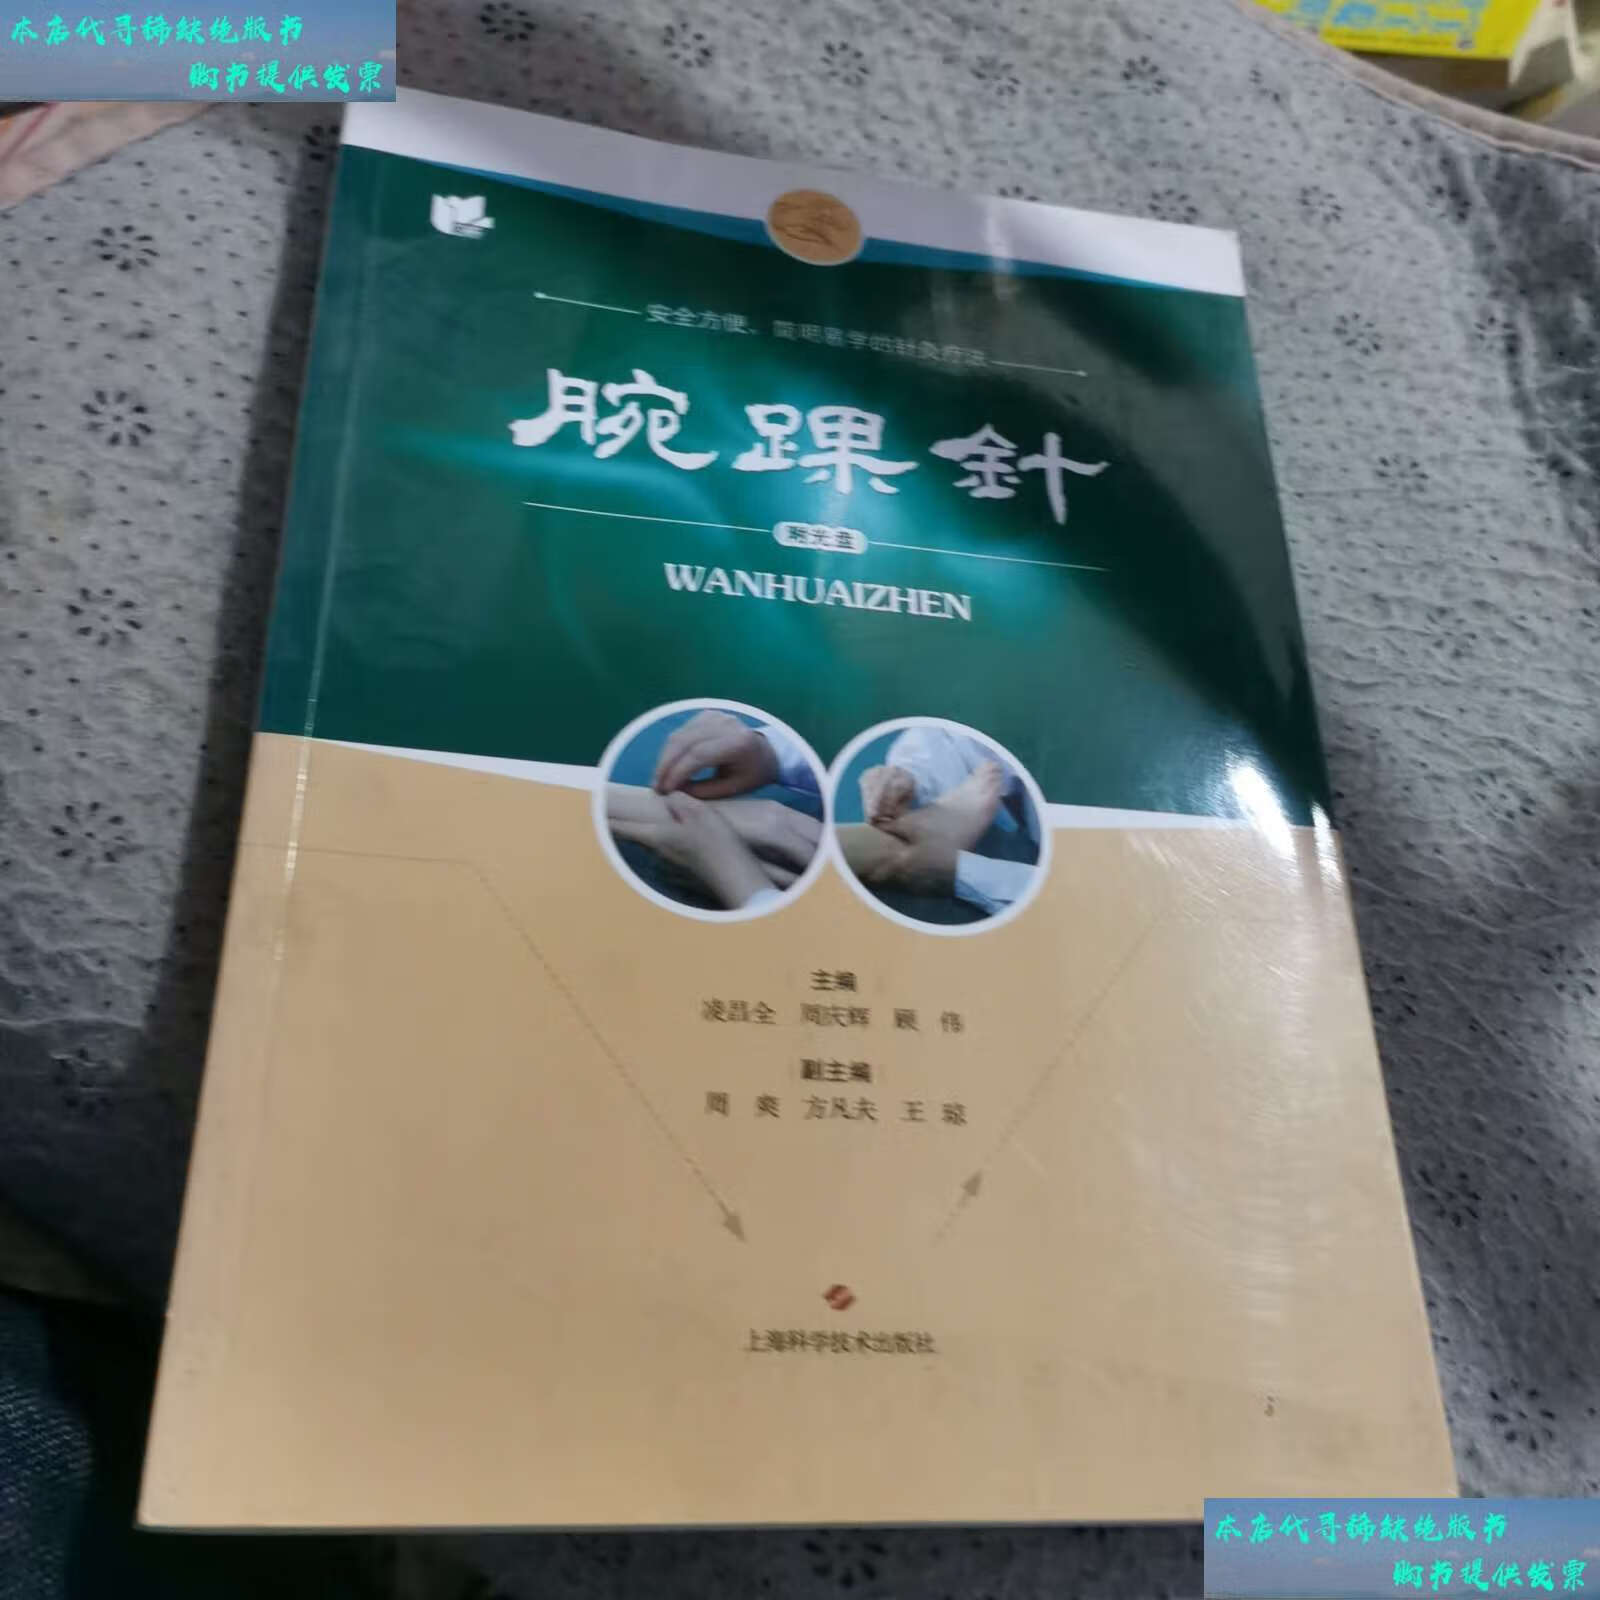 本店代寻稀缺绝版书
购书提供发票
安全方便、简明易学的针灸疗法
腕踝針
附光盘
WANHUAIZHEN
主编
凌昌全 周庆辉 顾 伟
副主编
周 爽 方凡夫 王 琼
上海科学技术出版社
本店代寻稀缺绝版书
购书提供发票